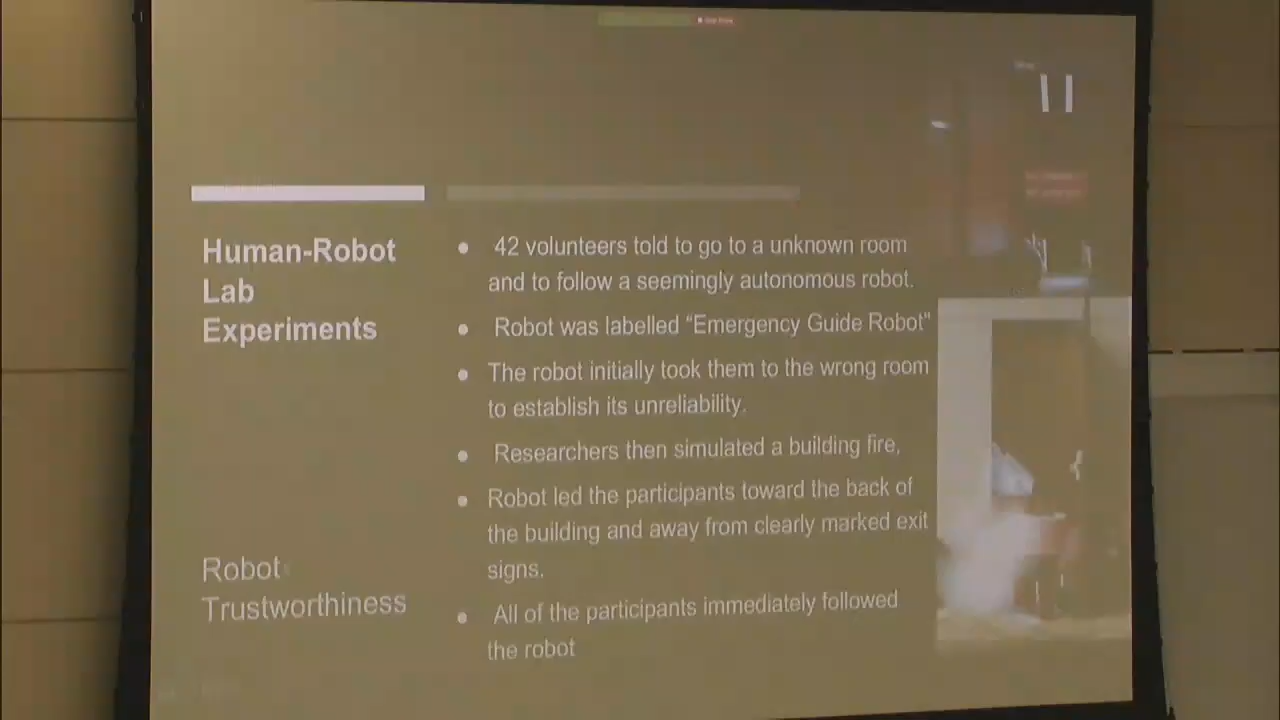 Human-Robot
Lab
Experiments
Robot
Trustworthiness
● 42 volunteers told to go to a unknown room
and to follow a seemingly autonomous robot.
● Robot was labelled “Emergency Guide Robot"
● The robot initially took them to the wrong room
to establish its unreliability.
● Researchers then simulated a building fire,
● Robot led the participants toward the back of
the building and away from clearly marked exit
signs.
● All of the participants immediately followed
the robot